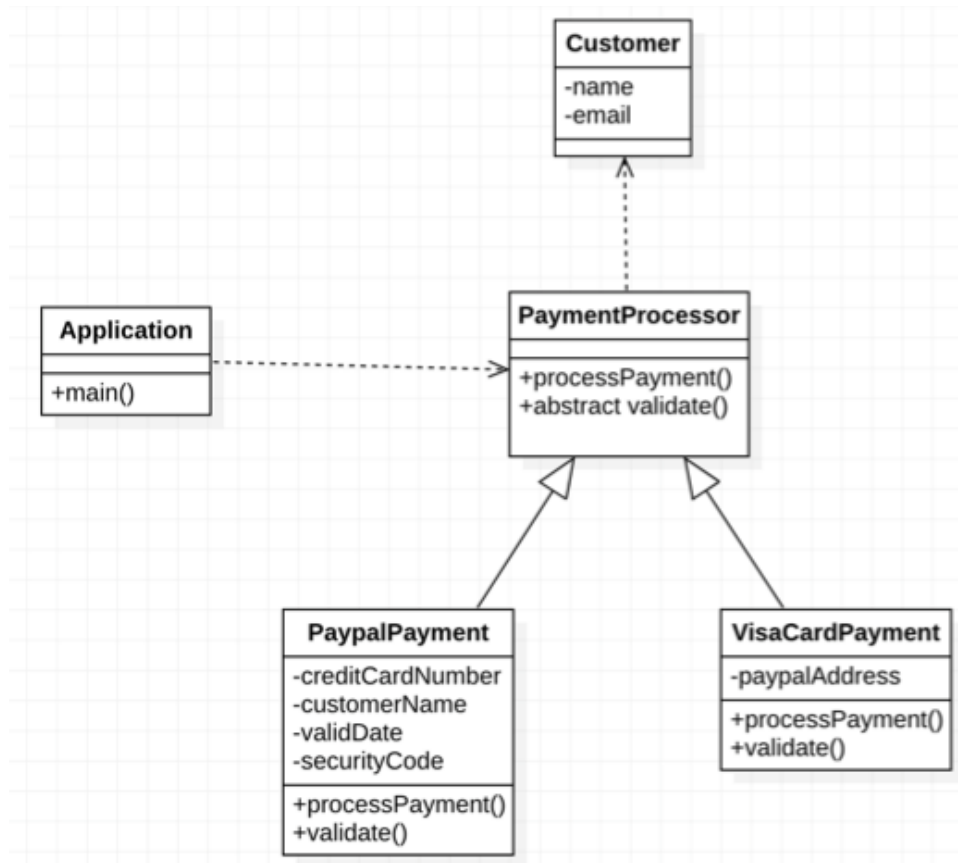 Customer
-name
-email
Application
+main()
PaymentProcessor
+processPayment()
+abstract validate()
PaypalPayment
-creditCardNumber
-customerName
-validDate
-securityCode
+processPayment()
+validate()
VisaCardPayment
-paypalAddress
+processPayment()
+validate()